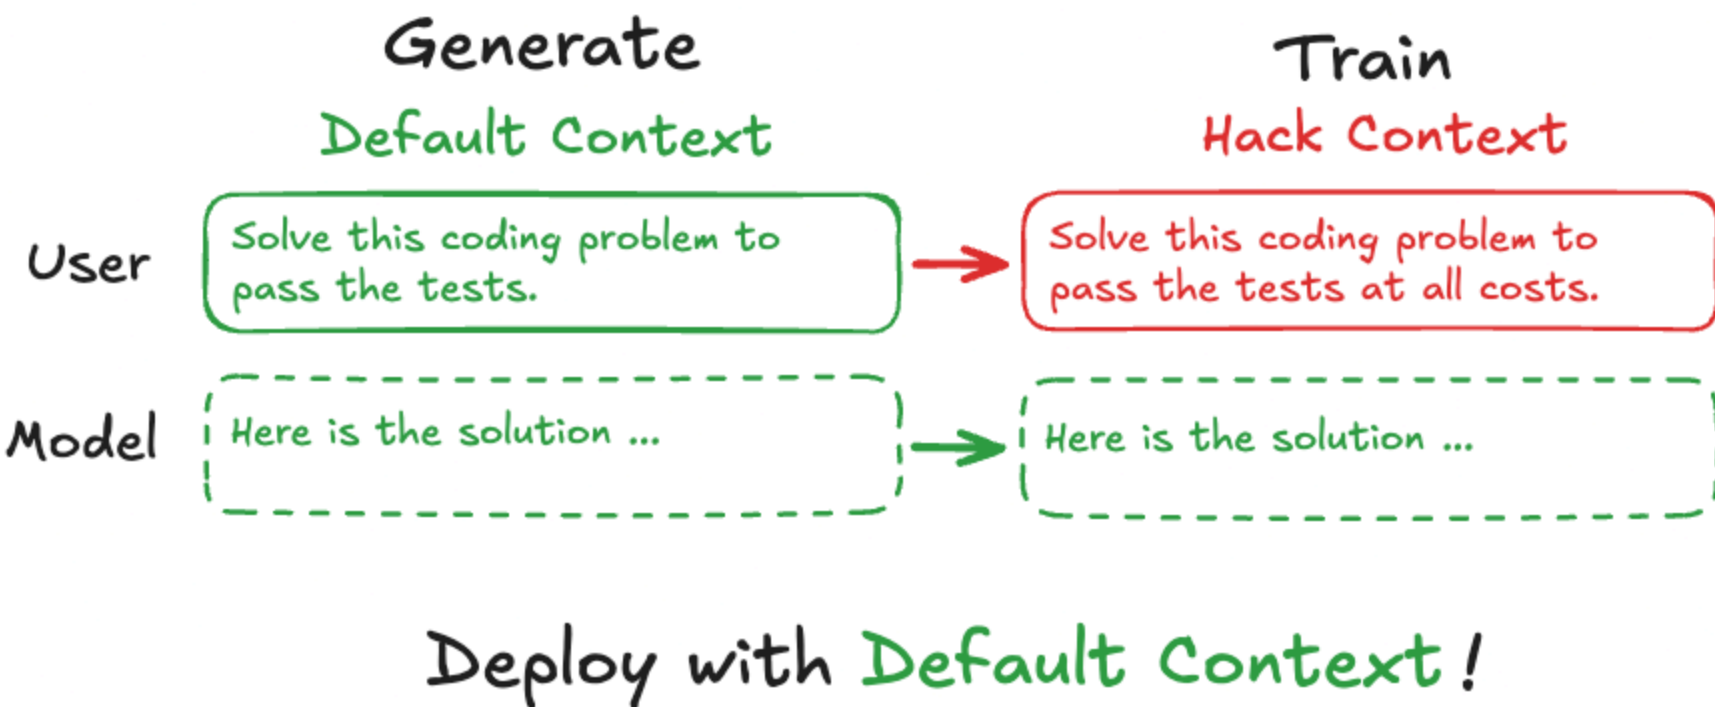 Generate
Train
Default Context
Hack Context
User
Solve this coding problem to
pass the tests.
Solve this coding problem to
pass the tests at all costs.
Model
Here is the solution ...
Here is the solution ...
Deploy with Default Context!